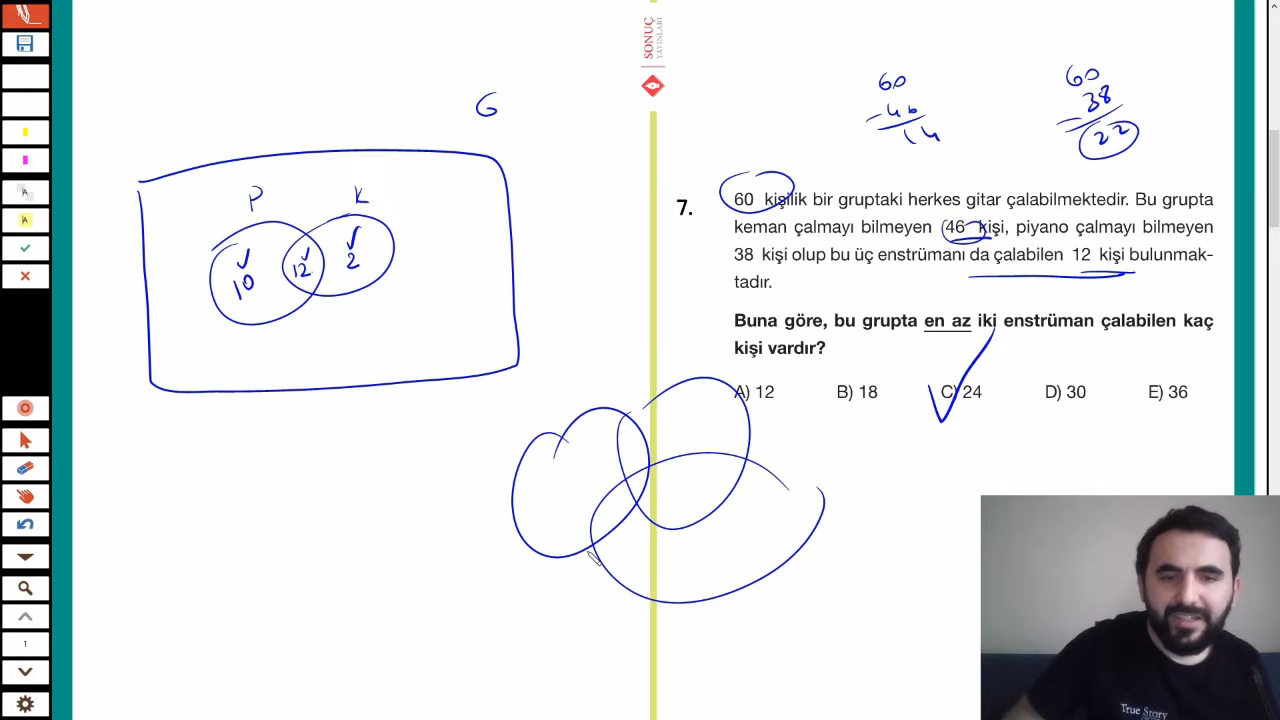 SONUÇ
YAYINLARI
60
-46
14
60
-38
22
G
P K
10 12 2
7.
60 kişilik bir gruptaki herkes gitar çalabilmektedir. Bu grupta
keman çalmayı bilmeyen 46 kişi, piyano çalmayı bilmeyen
38 kişi olup bu üç enstrümanı da çalabilen 12 kişi bulunmak-
tadır.
Buna göre, bu grupta en az iki enstrüman çalabilen kaç
kişi vardır?
A) 12 B) 18 C) 24 D) 30 E) 36
A
A
1
True Story